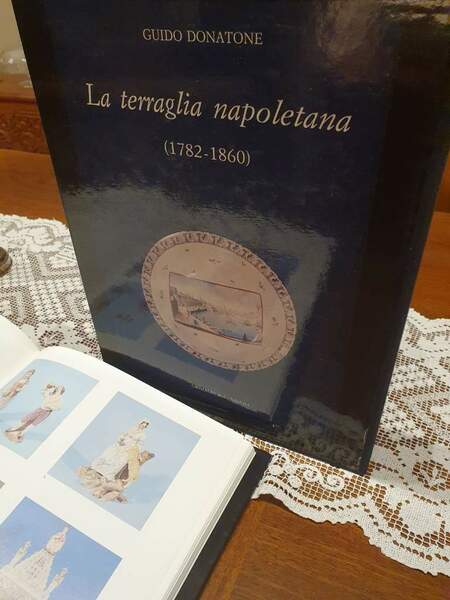 GUIDO DONATONE
La terraglia napoletana
(1782-1860)